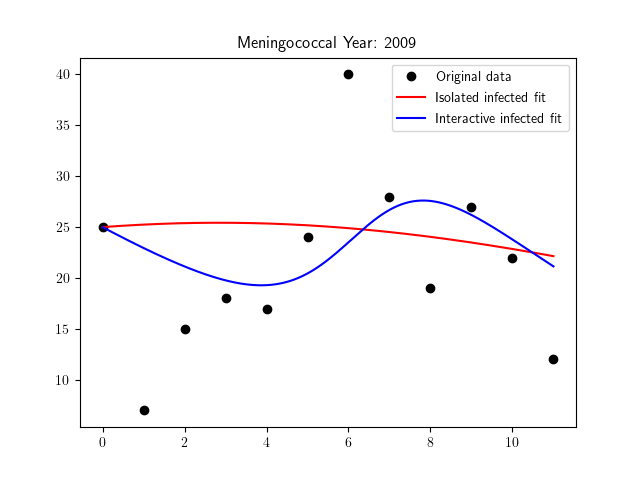 Meningococcal Year: 2009
Original data
Isolated infected fit
Interactive infected fit
40
35
30
25
20
15
10
0 2 4 6 8 10